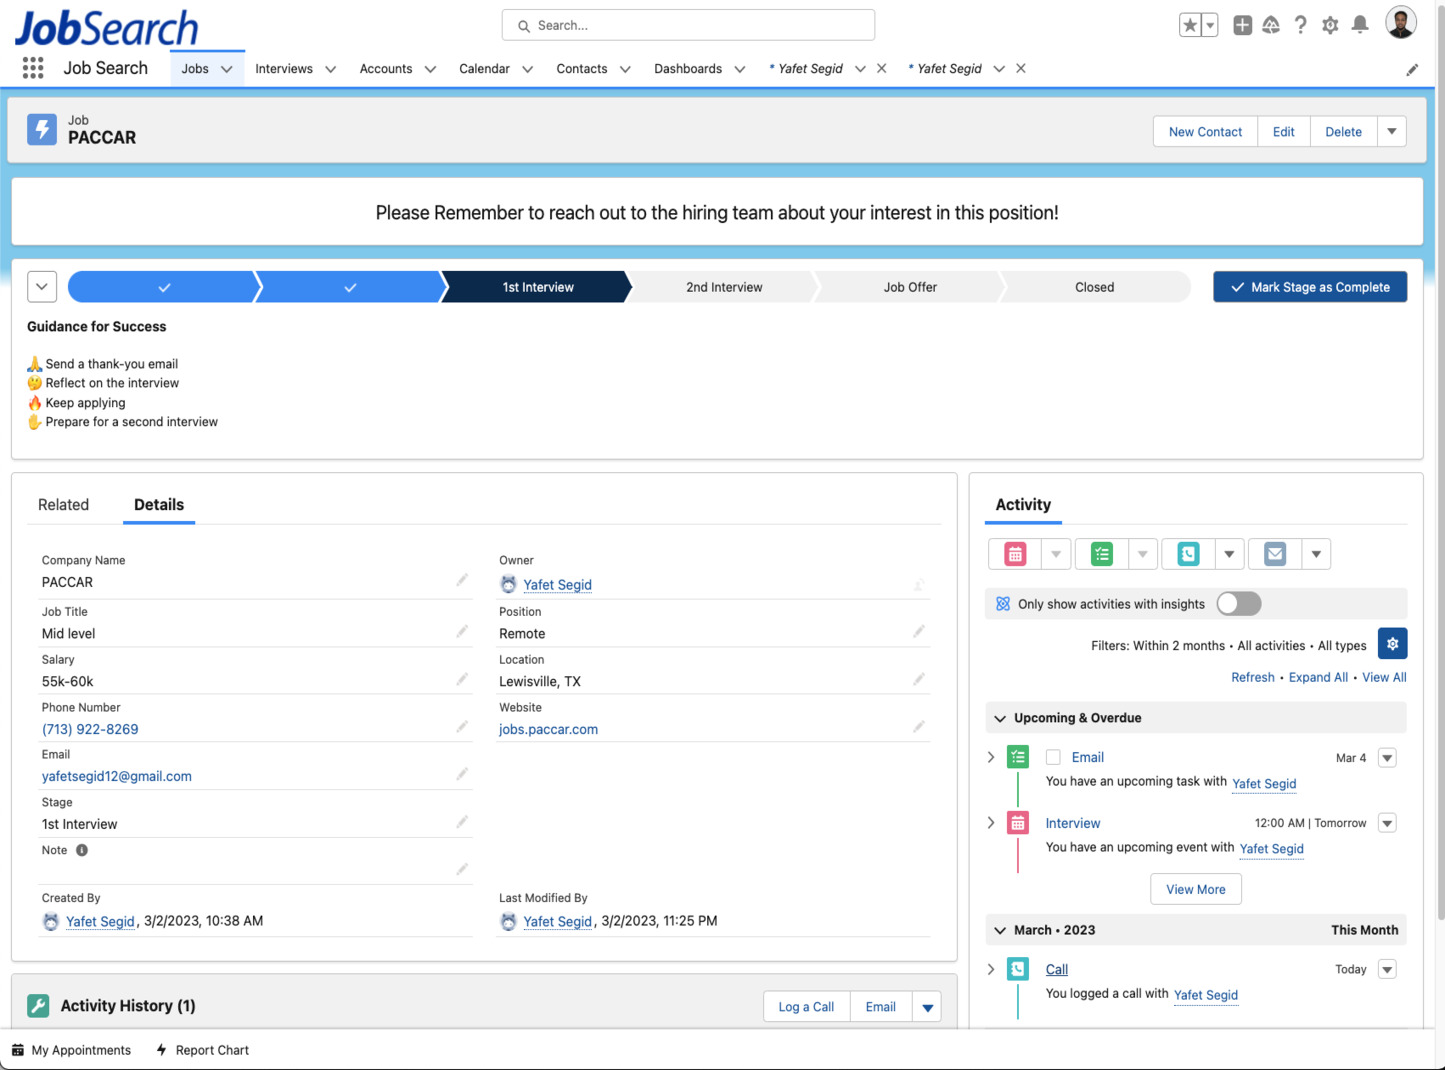 JobSearch
Search...
Job Search
Jobs
Interviews
Accounts
Calendar
Contacts
Dashboards
* Yafet Segid
* Yafet Segid
Job
PACCAR
New Contact
Edit
Delete
Please Remember to reach out to the hiring team about your interest in this position!
1st Interview
2nd Interview
Job Offer
Closed
Mark Stage as Complete
Guidance for Success
🙏 Send a thank-you email
🤔 Reflect on the interview
🔥 Keep applying
✋ Prepare for a second interview
Related
Details
Company Name
PACCAR
Owner
Yafet Segid
Job Title
Mid level
Position
Remote
Salary
55k-60k
Location
Lewisville, TX
Phone Number
(713) 922-8269
Website
jobs.paccar.com
Email
yafetsegid12@gmail.com
Stage
1st Interview
Note
Created By
Yafet Segid, 3/2/2023, 10:38 AM
Last Modified By
Yafet Segid, 3/2/2023, 11:25 PM
Activity History (1)
Log a Call
Email
Activity
Only show activities with insights
Filters: Within 2 months • All activities • All types
Refresh • Expand All • View All
Upcoming & Overdue
Email
Mar 4
You have an upcoming task with Yafet Segid
Interview
12:00 AM | Tomorrow
You have an upcoming event with Yafet Segid
View More
March • 2023
This Month
Call
Today
You logged a call with Yafet Segid
My Appointments
Report Chart